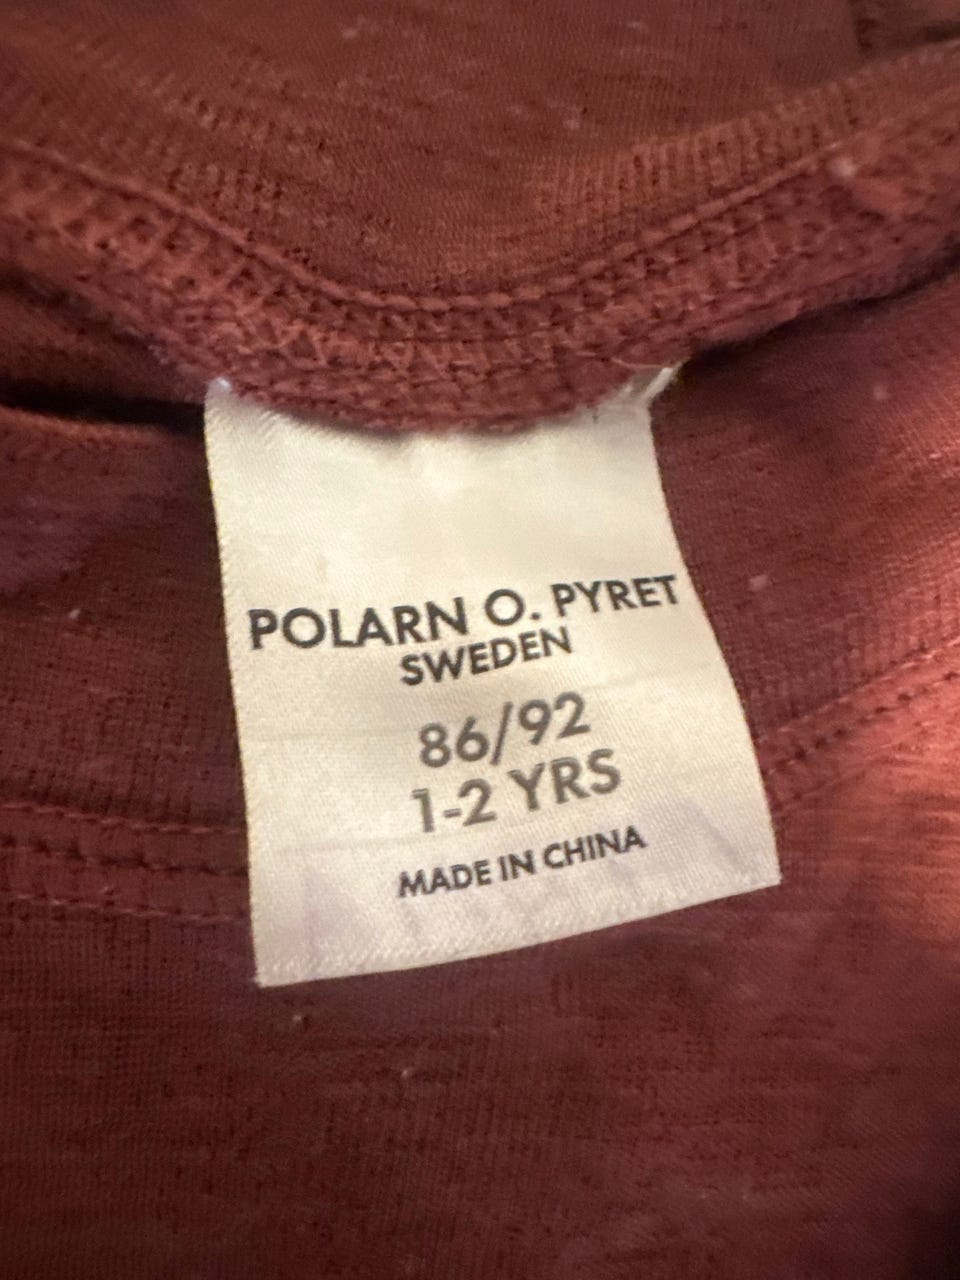 POLARN O. PYRET
SWEDEN
86/92
1-2 YRS
MADE IN CHINA